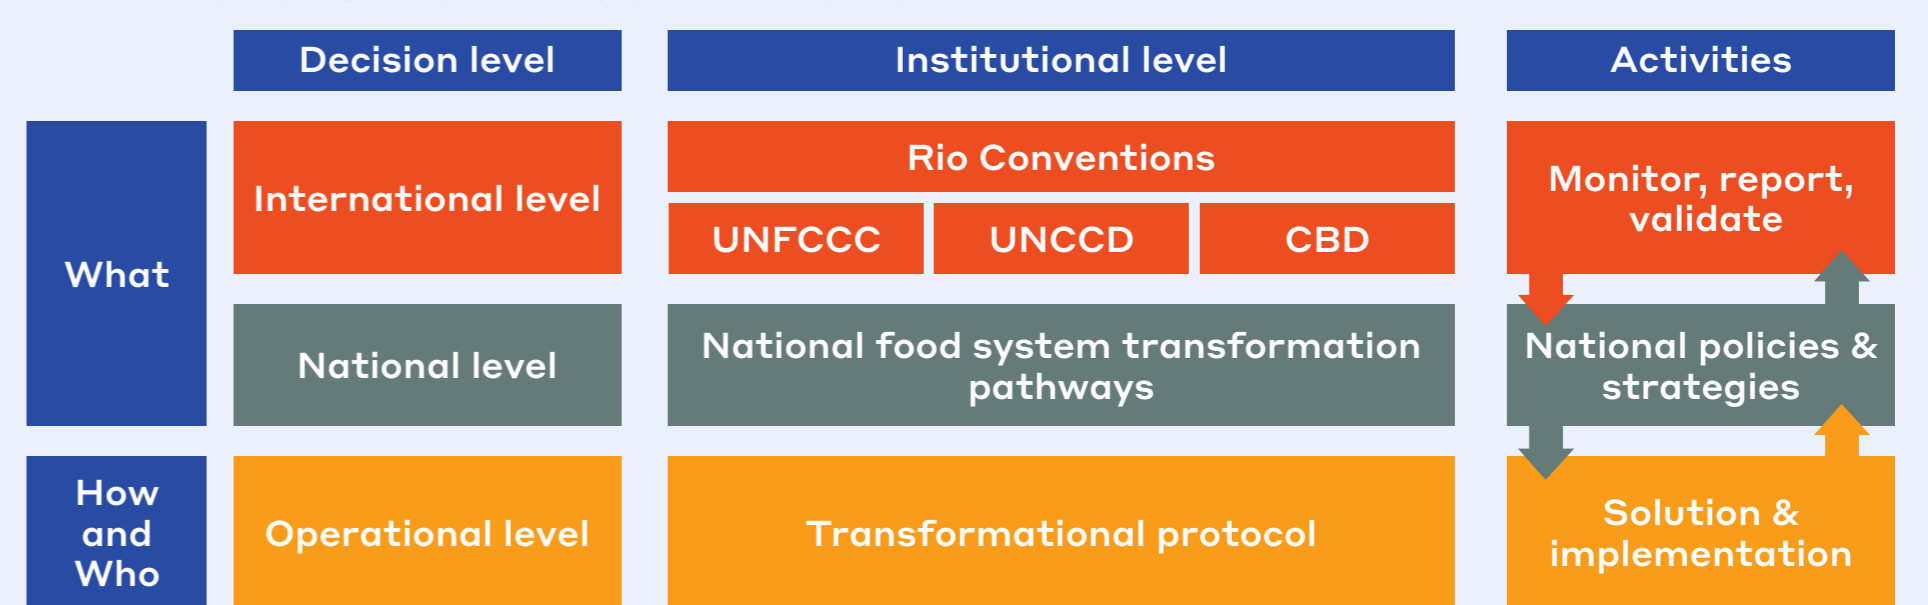 Decision level
Institutional level
Activities
What
International level
Rio Conventions
UNFCCC
UNCCD
CBD
Monitor, report,
validate
National level
National food system transformation
pathways
National policies &
strategies
How
and
Who
Operational level
Transformational protocol
Solution &
implementation